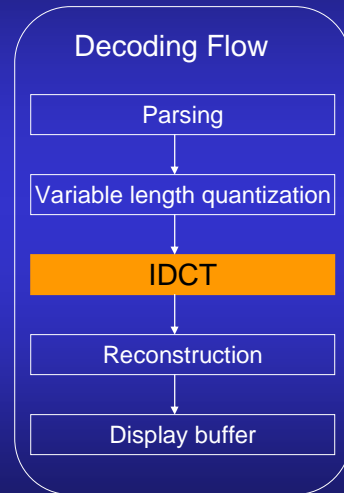 Decoding Flow
Parsing
Variable length quantization
IDCT
Reconstruction
Display buffer